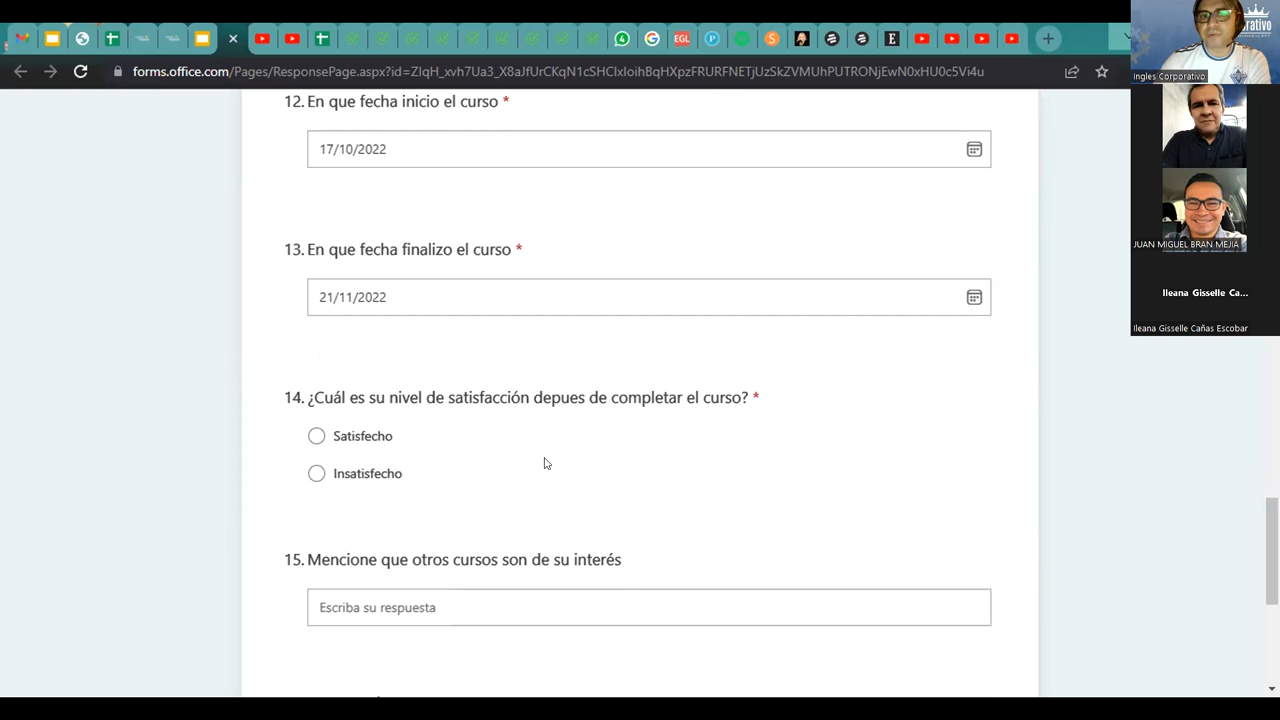 EGL
4
forms.office.com/Pages/ResponsePage.aspx?id=ZIqH_xvh7Ua3_X8aJfUrCKqN1cSHClxIoihBqHXpzFRURFNETjUzSkZVMUhPUTRONjEwN0xHU0c5Vi4u
12. En que fecha inicio el curso *
17/10/2022
13. En que fecha finalizo el curso *
21/11/2022
14. ¿Cuál es su nivel de satisfacción depues de completar el curso? *
Satisfecho
Insatisfecho
15. Mencione que otros cursos son de su interés
Escriba su respuesta
Ingles Corporativo
JUAN MIGUEL BRAN MEJIA
Ileana Gisselle Ca...
Ileana Gisselle Cañas Escobar